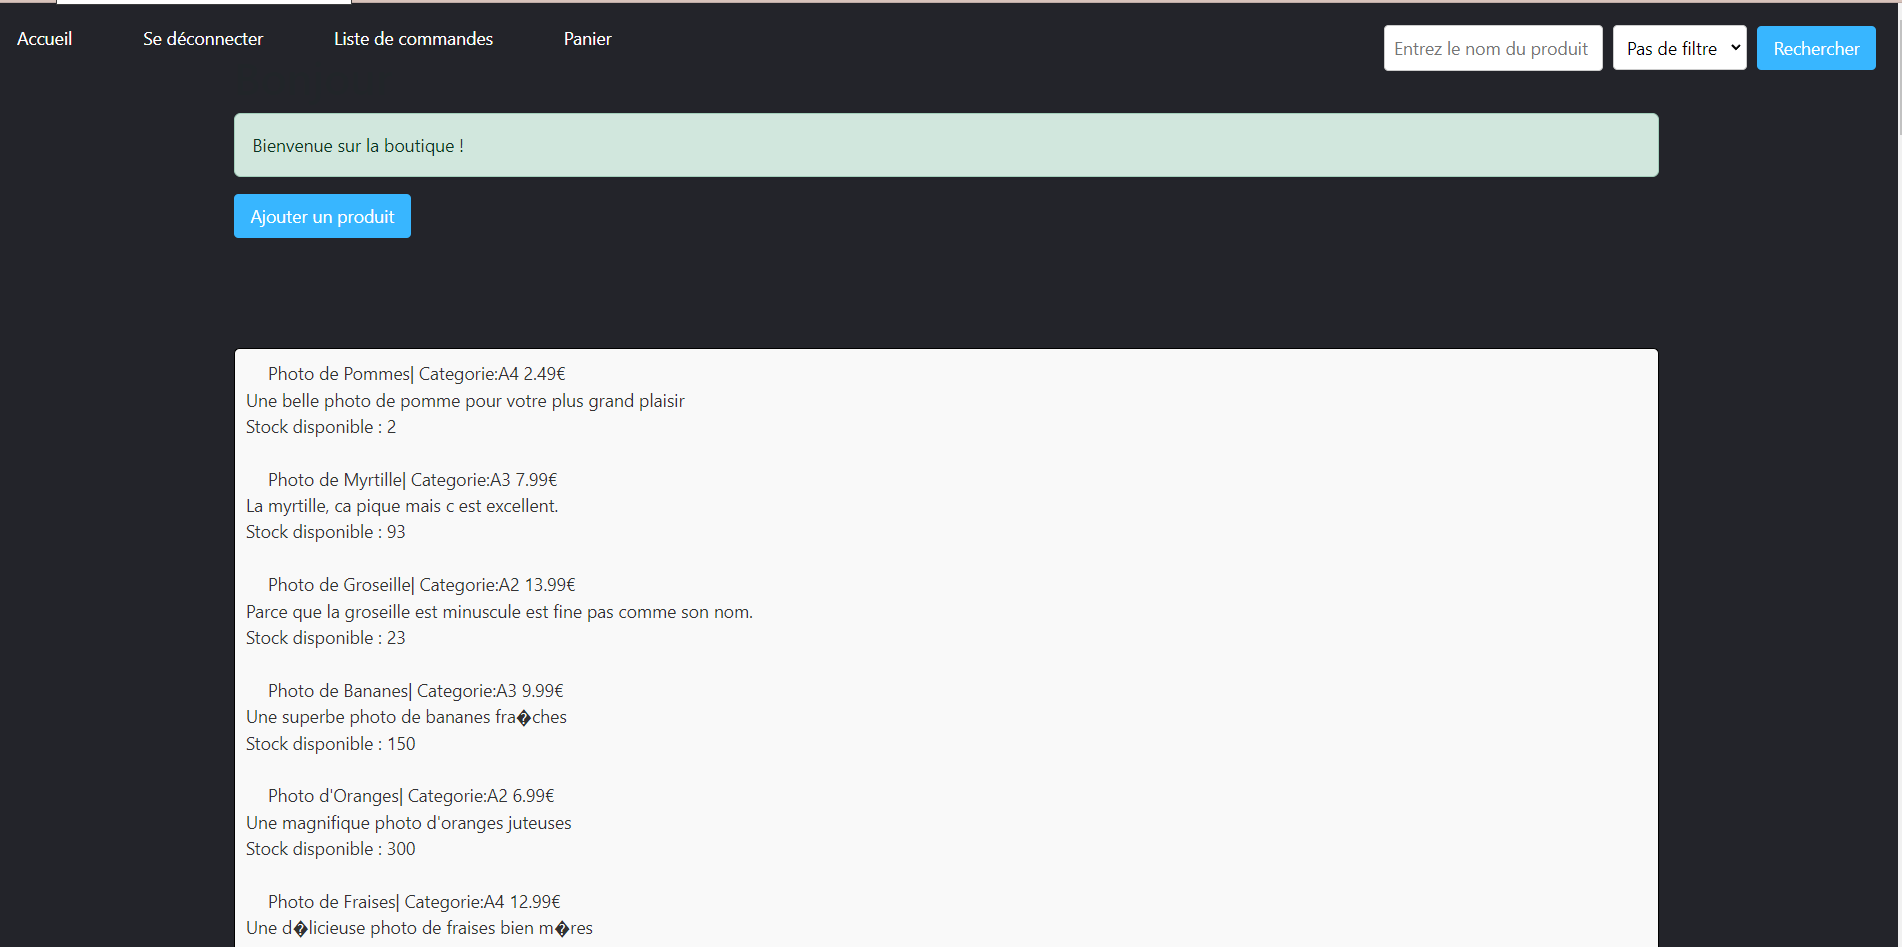 Accueil Se déconnecter Liste de commandes Panier Entrez le nom du produit Pas de filtre Rechercher
Bienvenue sur la boutique !
Ajouter un produit
Photo de Pommes| Categorie:A4 2.49€
Une belle photo de pomme pour votre plus grand plaisir
Stock disponible : 2
Photo de Myrtille| Categorie:A3 7.99€
La myrtille, ca pique mais c est excellent.
Stock disponible : 93
Photo de Groseille| Categorie:A2 13.99€
Parce que la groseille est minuscule est fine pas comme son nom.
Stock disponible : 23
Photo de Bananes| Categorie:A3 9.99€
Une superbe photo de bananes fra�ches
Stock disponible : 150
Photo d'Oranges| Categorie:A2 6.99€
Une magnifique photo d'oranges juteuses
Stock disponible : 300
Photo de Fraises| Categorie:A4 12.99€
Une d�licieuse photo de fraises bien m�res